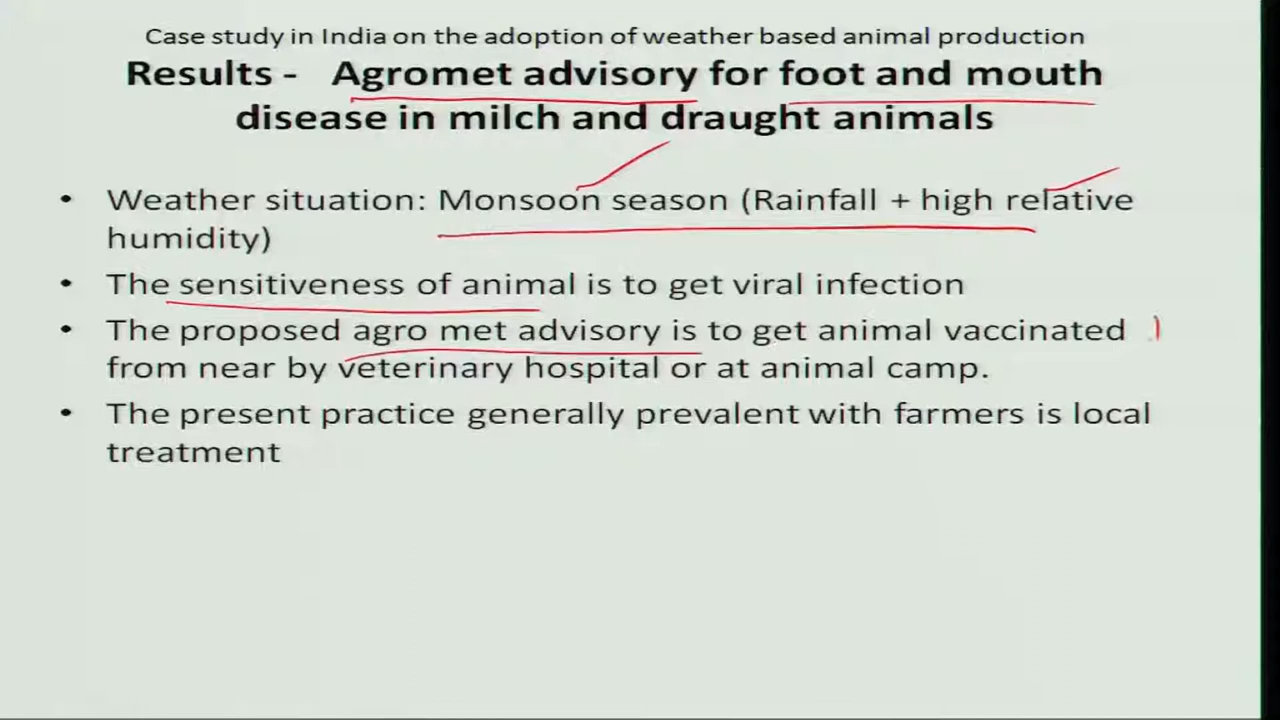 Case study in India on the adoption of weather based animal production
Results - Agromet advisory for foot and mouth
disease in milch and draught animals
• Weather situation: Monsoon season (Rainfall + high relative
humidity)
• The sensitiveness of animal is to get viral infection
• The proposed agro met advisory is to get animal vaccinated
from near by veterinary hospital or at animal camp.
• The present practice generally prevalent with farmers is local
treatment